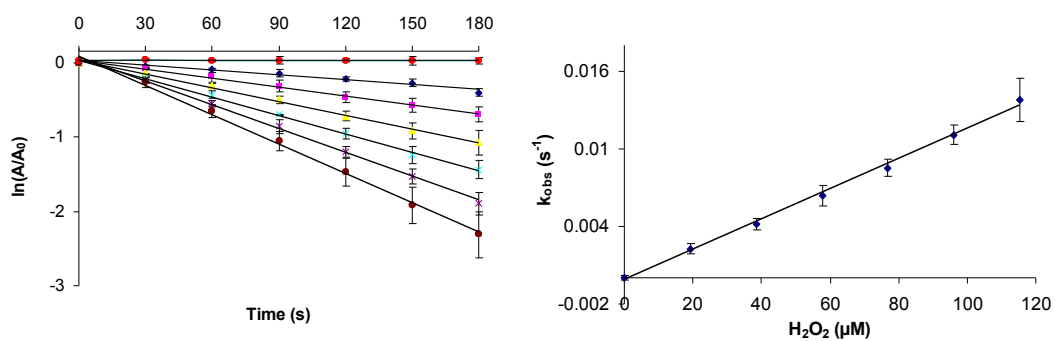 0 30 60 90 120 150 180
0
-1
-2
-3
ln(A/A₀)
Time (s)
0.016
0.01
0.004
-0.002
0 20 40 60 80 100 120
k_obs (s⁻¹)
H₂O₂ (µM)